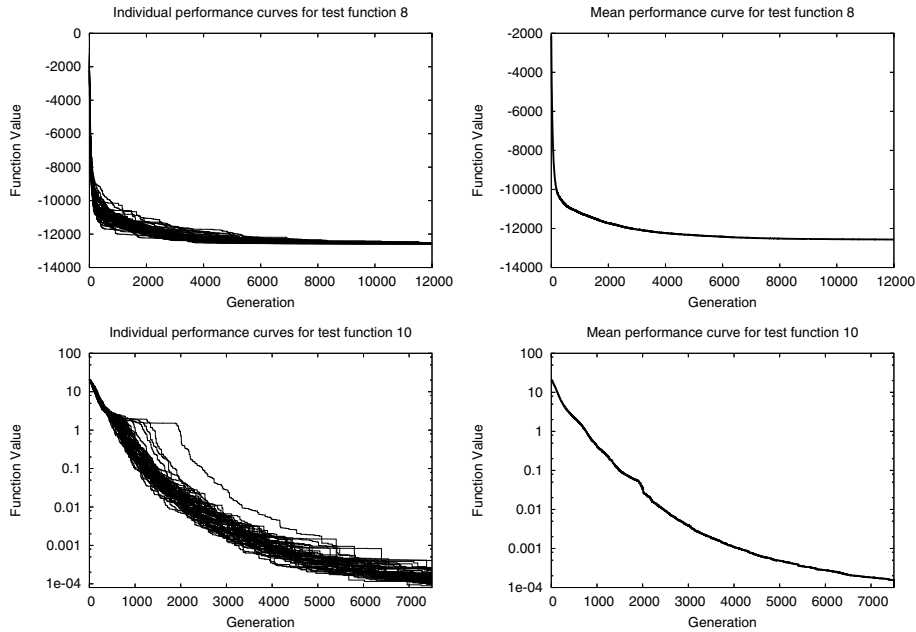 Individual performance curves for test function 8
Function Value
0
-2000
-4000
-6000
-8000
-10000
-12000
-14000
0 2000 4000 6000 8000 10000 12000
Generation
Mean performance curve for test function 8
Function Value
-2000
-4000
-6000
-8000
-10000
-12000
-14000
0 2000 4000 6000 8000 10000 12000
Generation
Individual performance curves for test function 10
Function Value
100
10
1
0.1
0.01
0.001
1e-04
0 1000 2000 3000 4000 5000 6000 7000
Generation
Mean performance curve for test function 10
Function Value
100
10
1
0.1
0.01
0.001
1e-04
0 1000 2000 3000 4000 5000 6000 7000
Generation